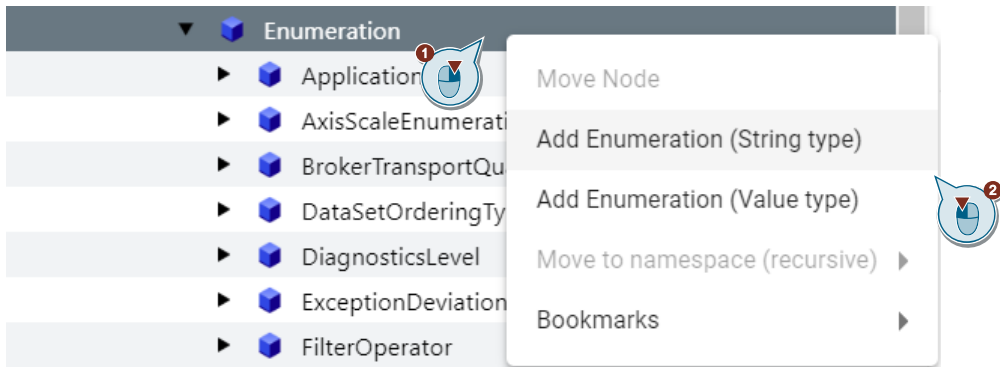 Enumeration
1
Application
Move Node
AxisScaleEnumerati
Add Enumeration (String type)
BrokerTransportQu
Add Enumeration (Value type)
2
DataSetOrderingTy
DiagnosticsLevel
Move to namespace (recursive)
ExceptionDeviation
Bookmarks
FilterOperator